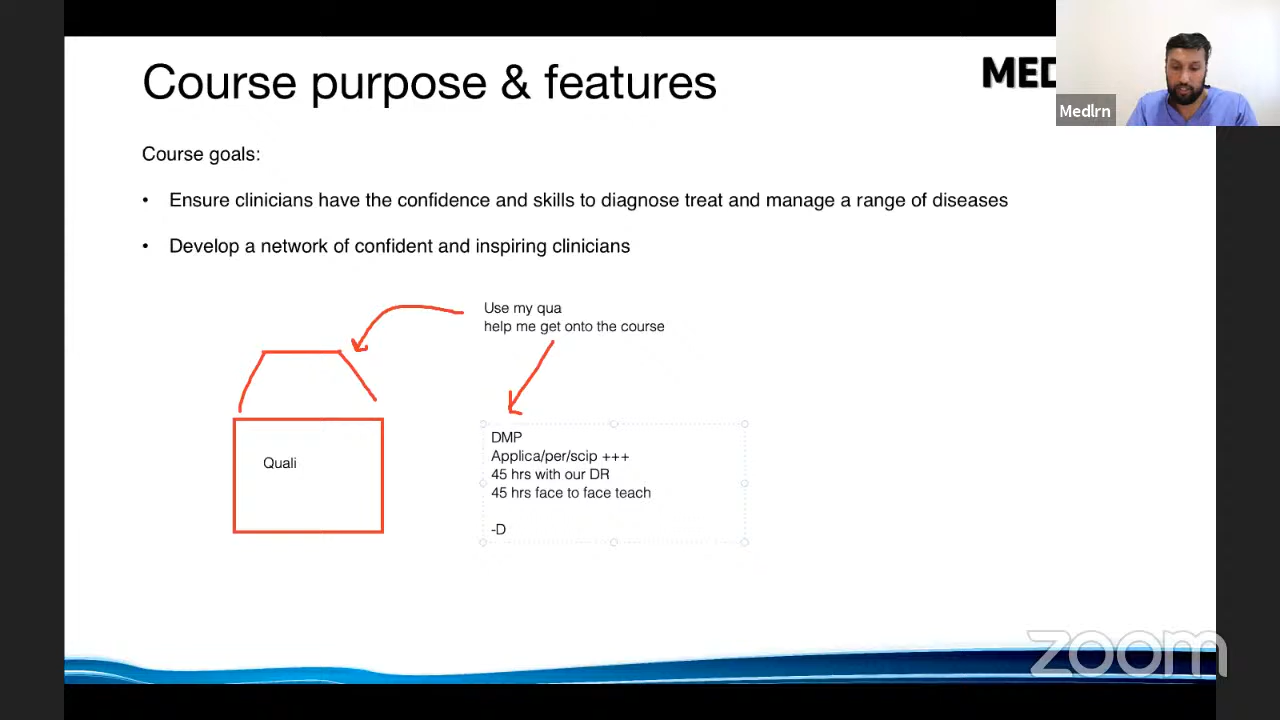 Course purpose & features
MED
Medlrn
Course goals:
• Ensure clinicians have the confidence and skills to diagnose treat and manage a range of diseases
• Develop a network of confident and inspiring clinicians
Use my qua
help me get onto the course
Quali
DMP
Applica/per/scip +++
45 hrs with our DR
45 hrs face to face teach
-D
zoom